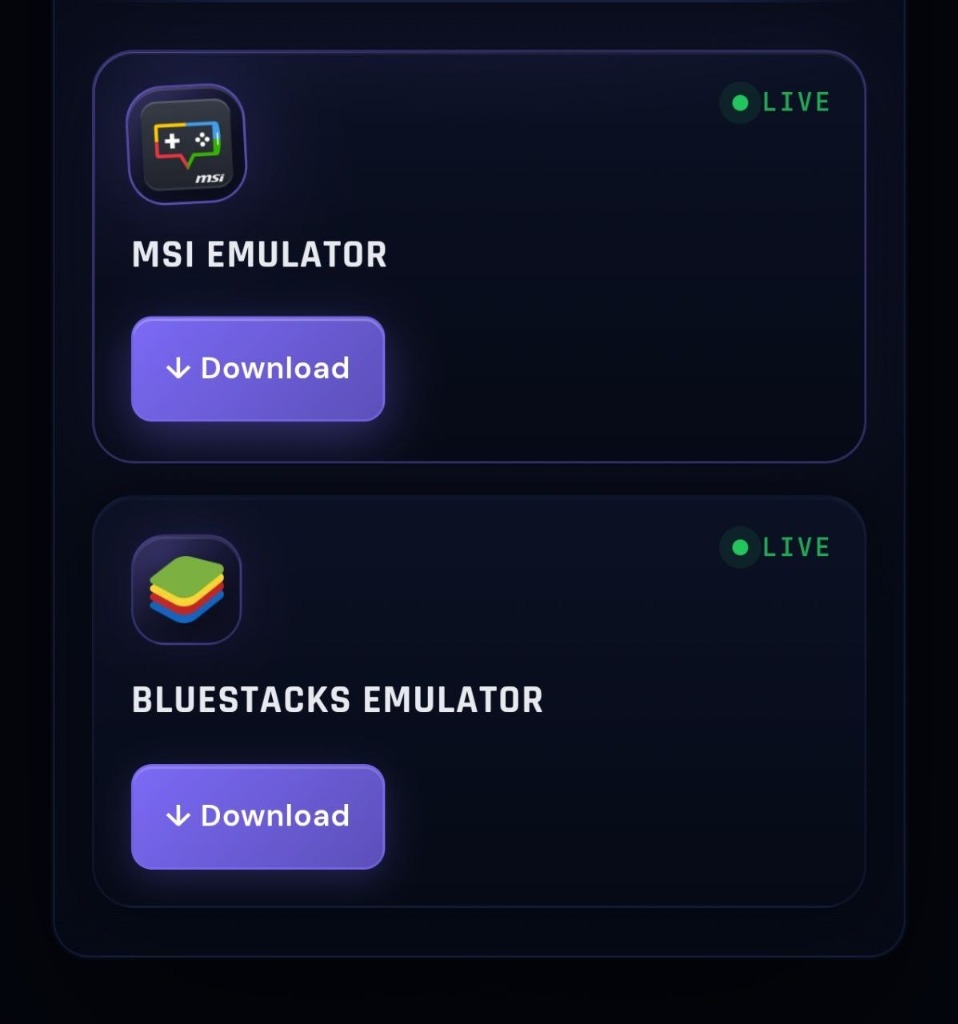 LIVE
msi
MSI EMULATOR
↓ Download
LIVE
BLUESTACKS EMULATOR
↓ Download